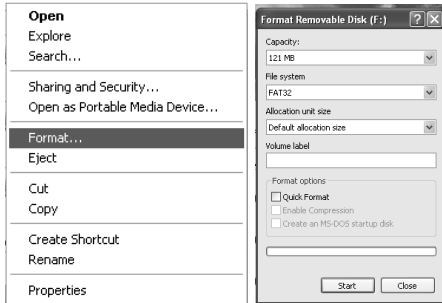 Open
Explore
Search...
Sharing and Security...
Open as Portable Media Device...
Format...
Eject
Cut
Copy
Create Shortcut
Rename
Properties
Format Removable Disk (F:)
Capacity:
121 MB
File system
FAT32
Allocation unit size
Default allocation size
Volume label
Format options
Quick Format
Enable Compression
Create an MS-DOS startup disk
Start Close